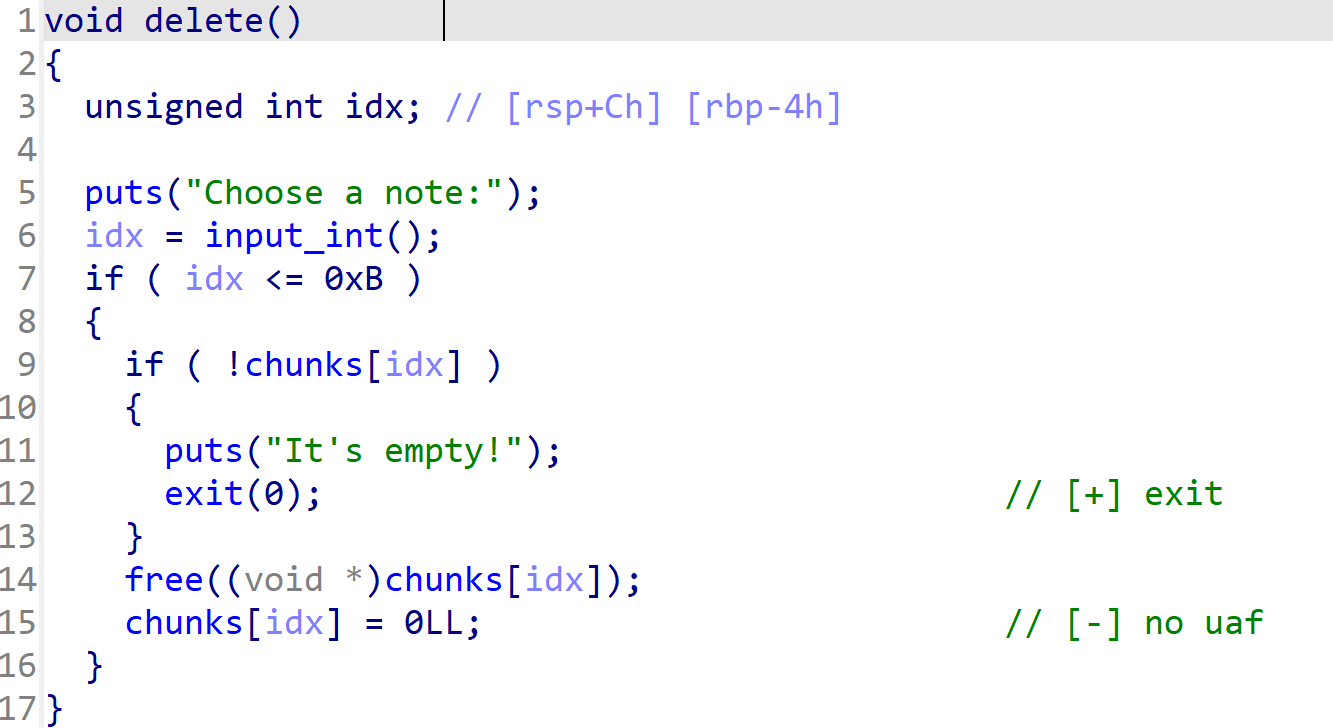 1 void delete()
2 {
3   unsigned int idx; // [rsp+Ch] [rbp-4h]
4
5   puts("Choose a note:");
6   idx = input_int();
7   if ( idx <= 0xB )
8   {
9     if ( !chunks[idx] )
10     {
11       puts("It's empty!");
12       exit(0);                                  // [+] exit
13     }
14     free((void *)chunks[idx]);
15     chunks[idx] = 0LL;                          // [-] no uaf
16   }
17 }